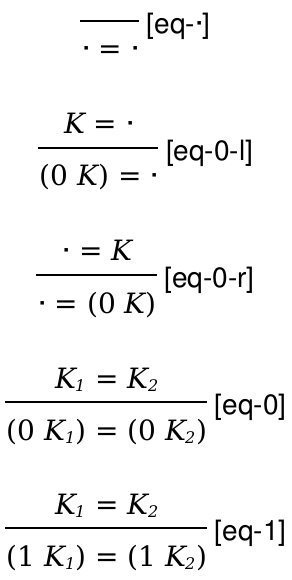 [eq-·]
· = ·
K = ·
[eq-0-l]
(0 K) = ·
· = K
[eq-0-r]
· = (0 K)
K₁ = K₂
[eq-0]
(0 K₁) = (0 K₂)
K₁ = K₂
[eq-1]
(1 K₁) = (1 K₂)